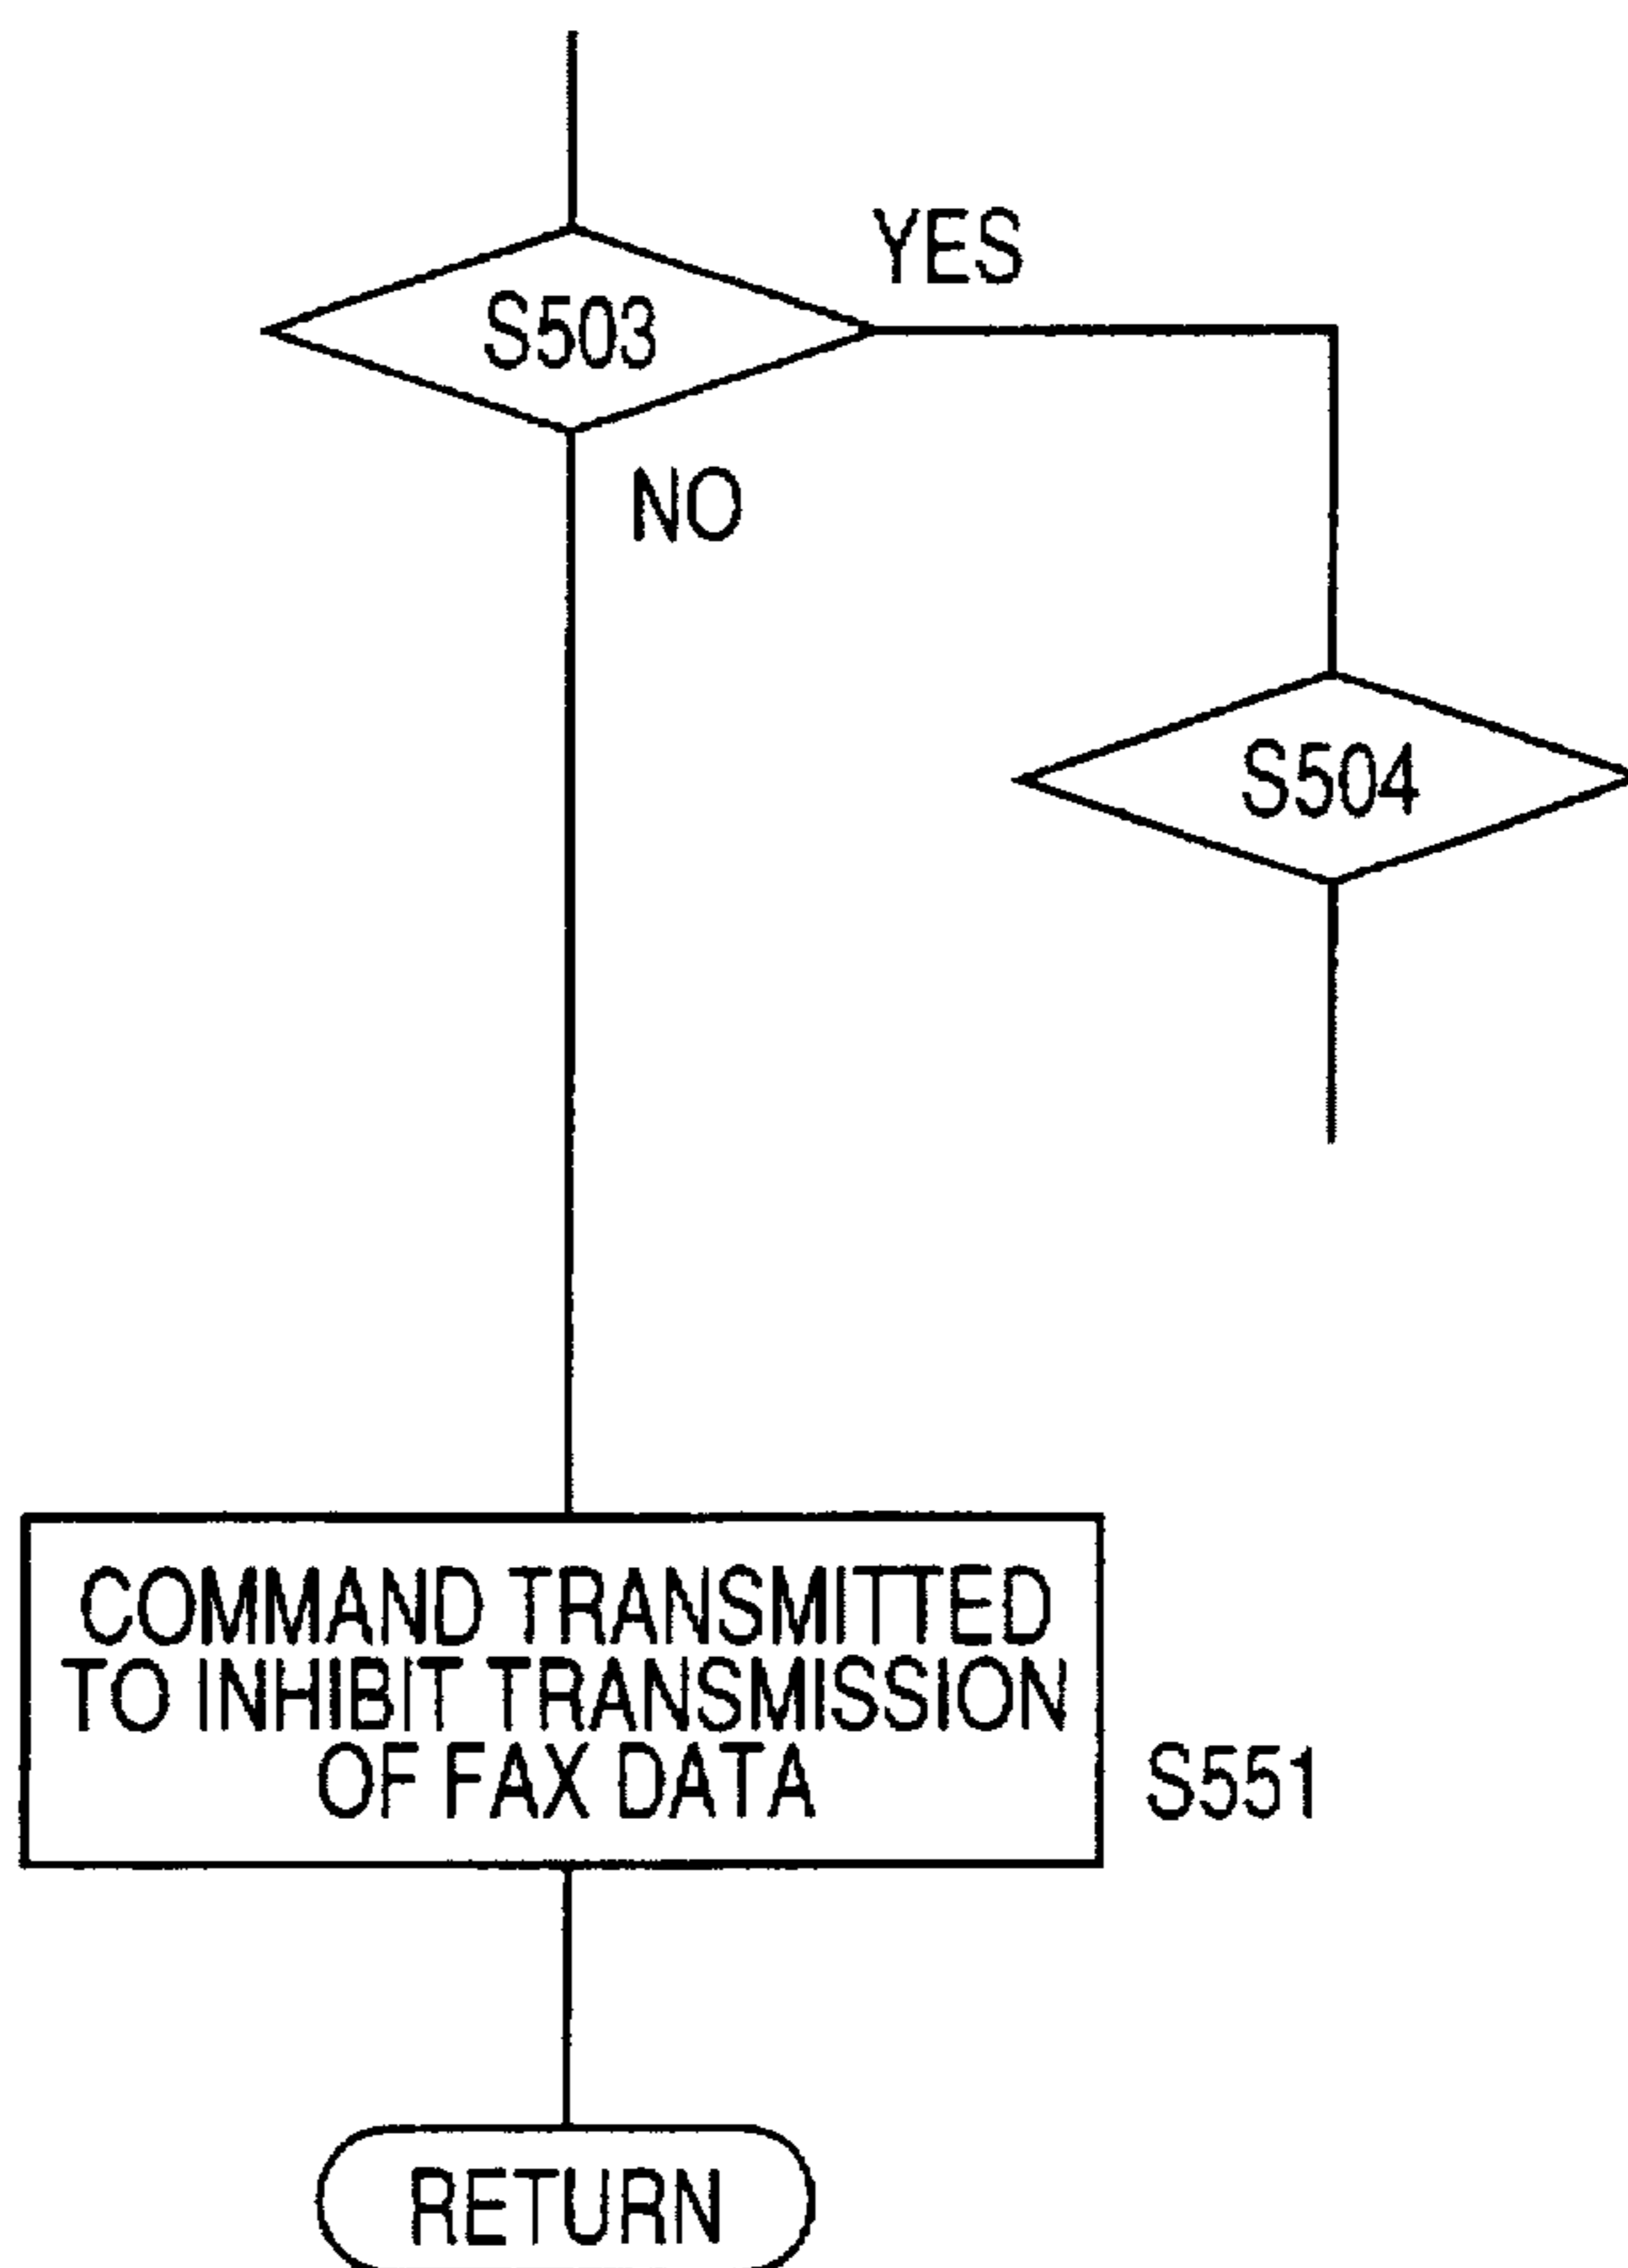 YES
S503
NO
S504
COMMAND TRANSMITTED
TO INHIBIT TRANSMISSION
OF FAX DATA
S551
RETURN